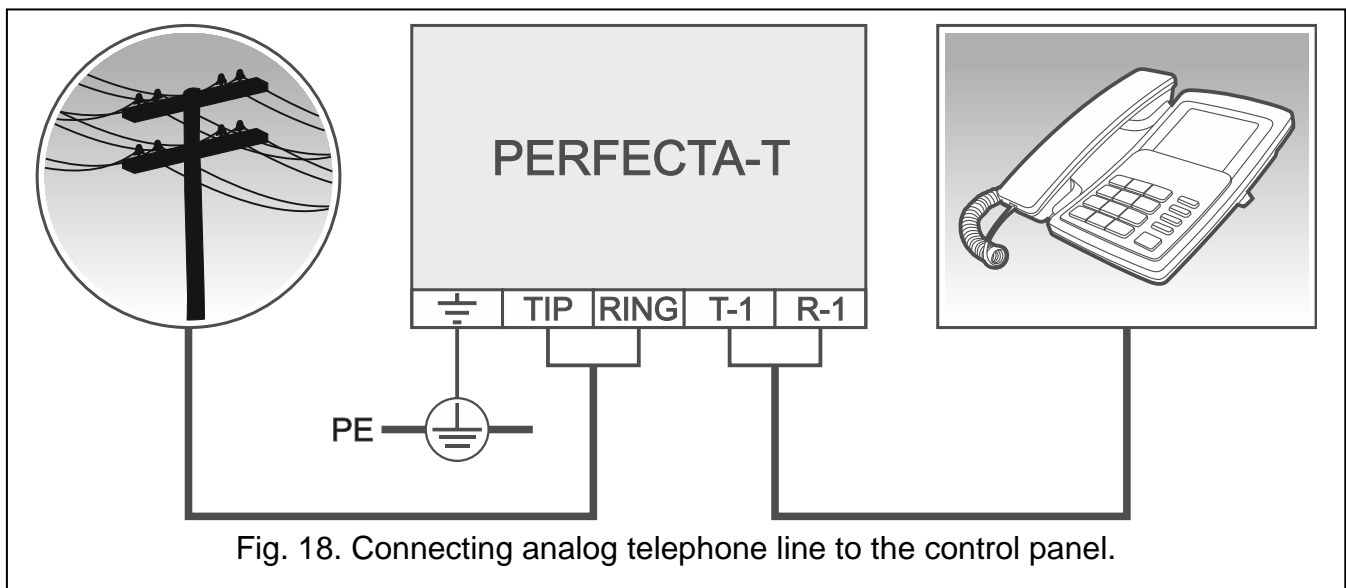 PERFECTA-T
TIP RING T-1 R-1
PE
Fig. 18. Connecting analog telephone line to the control panel.